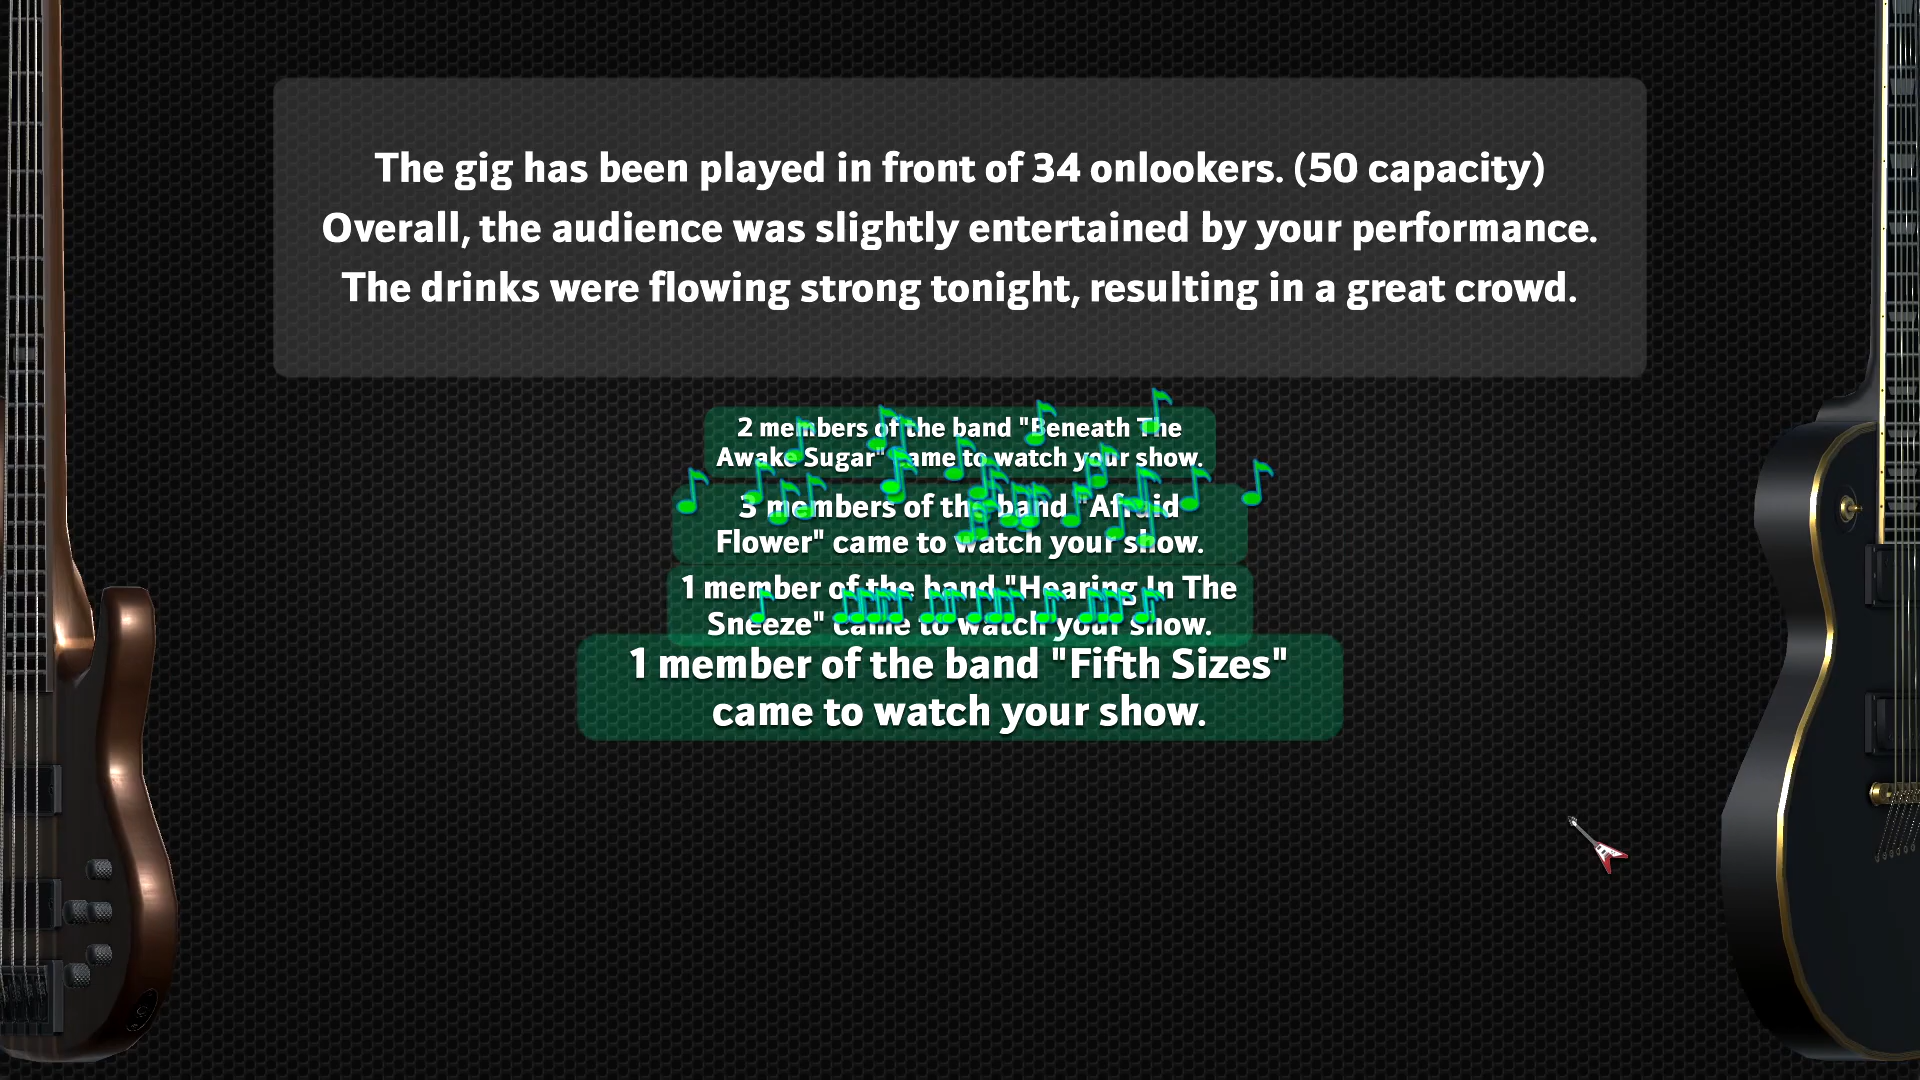 The gig has been played in front of 34 onlookers. (50 capacity)
Overall, the audience was slightly entertained by your performance.
The drinks were flowing strong tonight, resulting in a great crowd.
2 members of the band "Beneath The
Awake Sugar" came to watch your show.
3 members of the band "Afraid
Flower" came to watch your show.
1 member of the band "Hearing In The
Sneeze" came to watch your show.
1 member of the band "Fifth Sizes"
came to watch your show.